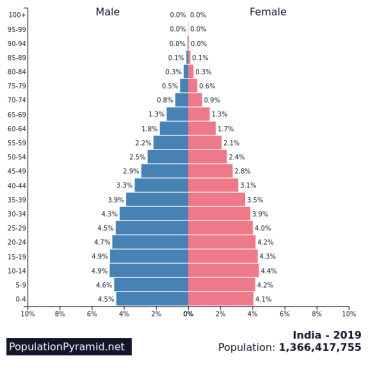 Male Female
100+ 0.0% 0.0%
95-99 0.0% 0.0%
90-94 0.0% 0.0%
85-89 0.1% 0.1%
80-84 0.3% 0.3%
75-79 0.5% 0.6%
70-74 0.8% 0.9%
65-69 1.3% 1.3%
60-64 1.8% 1.7%
55-59 2.2% 2.1%
50-54 2.5% 2.4%
45-49 2.9% 2.8%
40-44 3.3% 3.1%
35-39 3.9% 3.5%
30-34 4.3% 3.9%
25-29 4.5% 4.0%
20-24 4.7% 4.2%
15-19 4.9% 4.3%
10-14 4.9% 4.4%
5-9 4.6% 4.2%
0-4 4.5% 4.1%
10% 8% 6% 4% 2% 0% 2% 4% 6% 8% 10%
India - 2019
PopulationPyramid.net Population: 1,366,417,755